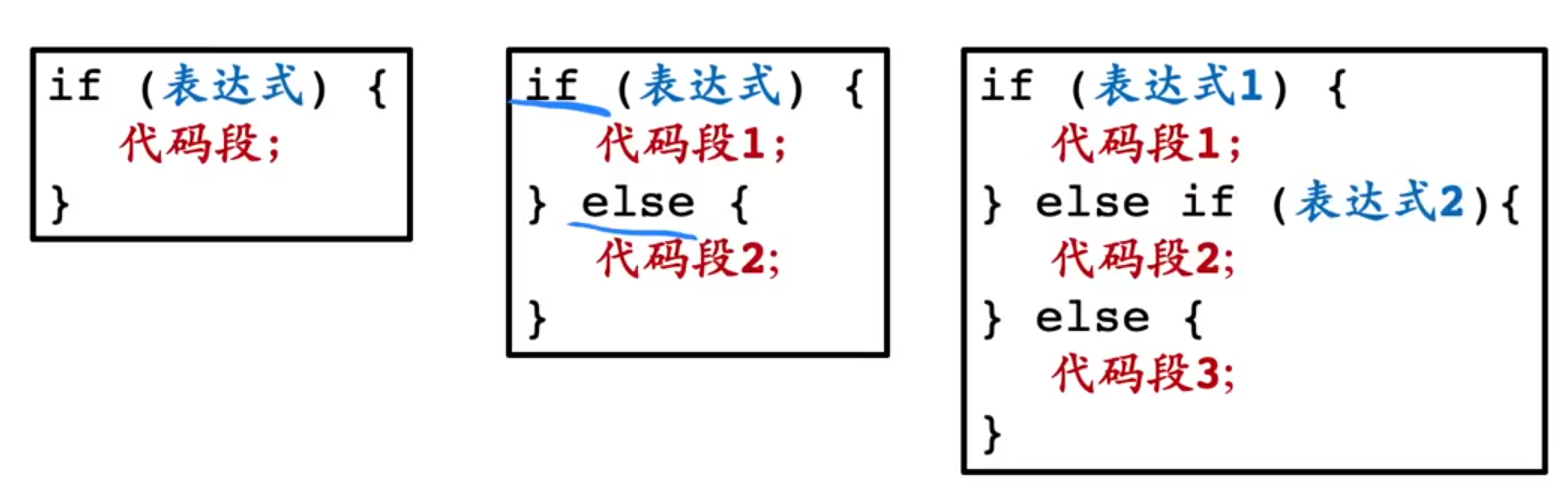 if (表达式) {
代码段;
}
if (表达式) {
代码段1;
} else {
代码段2;
}
if (表达式1) {
代码段1;
} else if (表达式2){
代码段2;
} else {
代码段3;
}